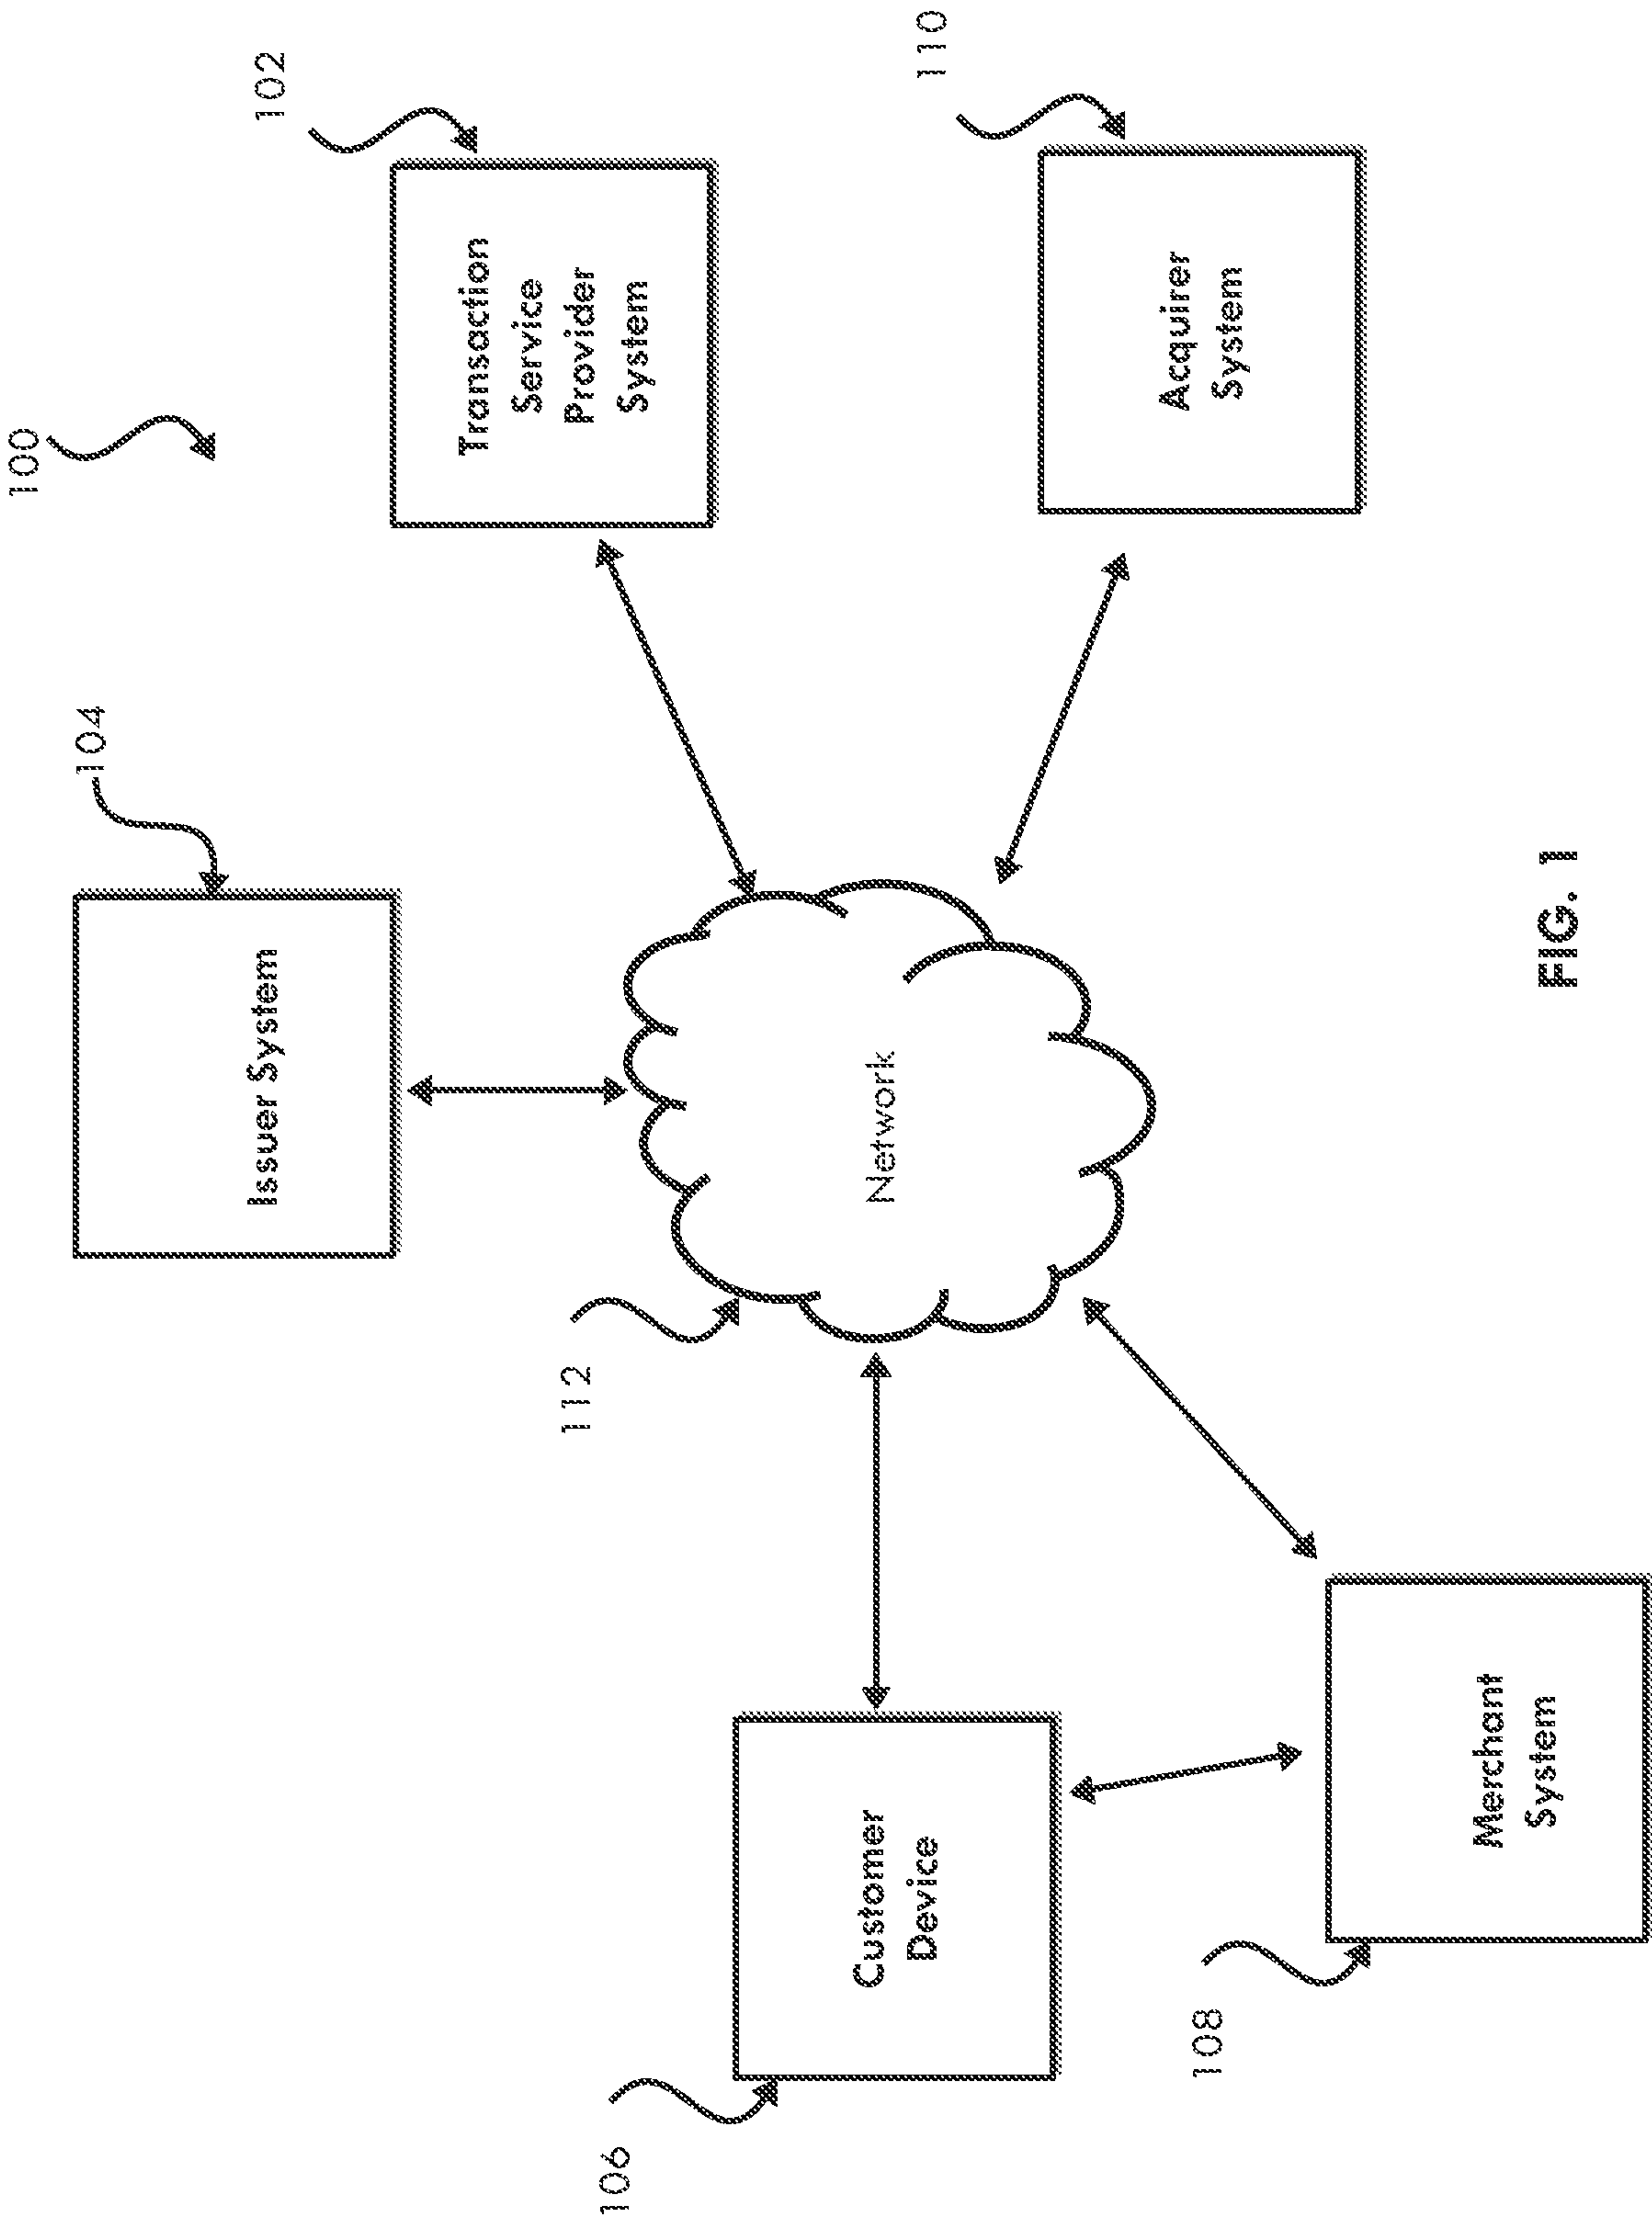 100
104
Issuer System
102
Transaction
Service
Provider
System
112
Network
106
Customer
Device
110
Acquirer
System
108
Merchant
System
FIG. 1